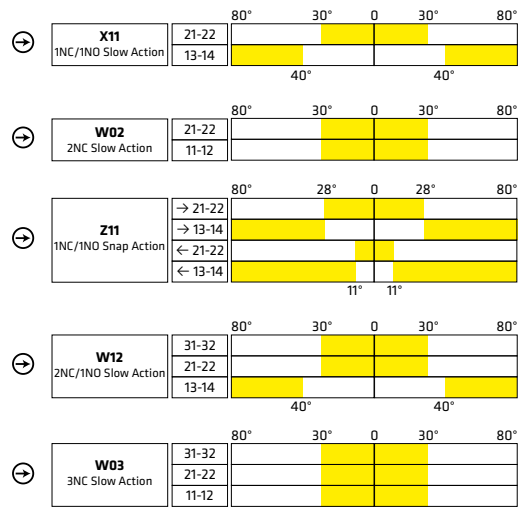 80° 30° 0 30° 80°
X11 21-22
1NC/1NO Slow Action 13-14
40° 40°
80° 30° 0 30° 80°
W02 21-22
2NC Slow Action 11-12
80° 28° 0 28° 80°
→ 21-22
Z11 → 13-14
1NC/1NO Snap Action ← 21-22
← 13-14
11° 11°
80° 30° 0 30° 80°
31-32
W12 21-22
2NC/1NO Slow Action 13-14
40° 40°
80° 30° 0 30° 80°
31-32
W03 21-22
3NC Slow Action 11-12